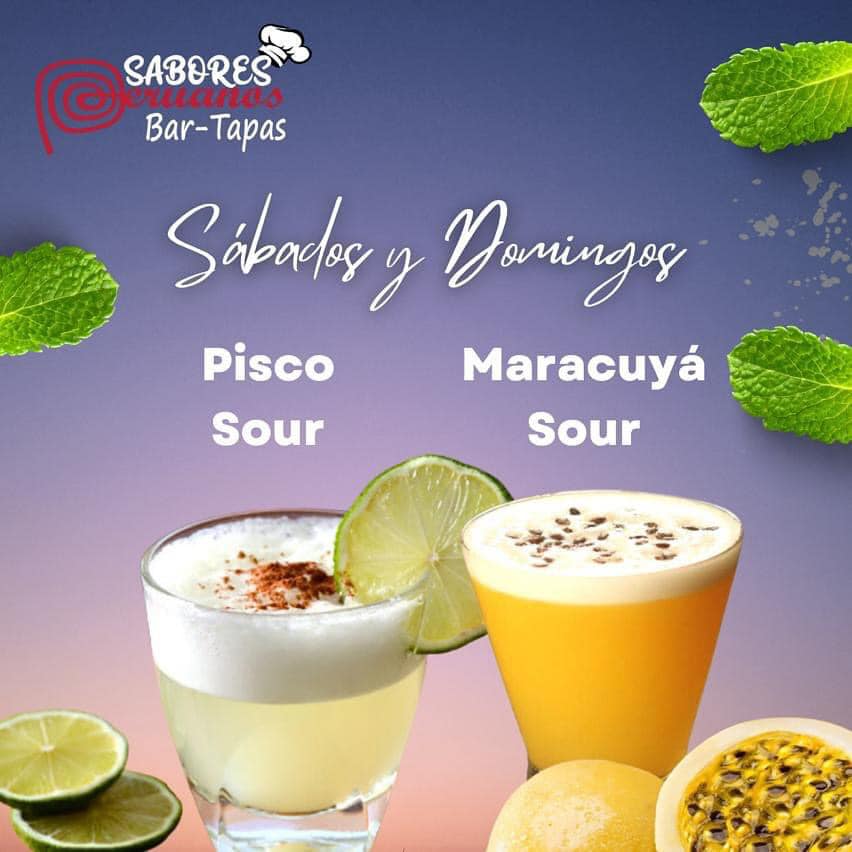 SABORES
Peruanos
Bar-Tapas
Sábados y Domingos
Pisco
Sour
Maracuyá
Sour